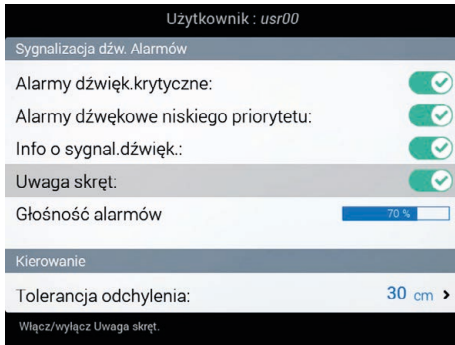 Użytkownik : usr00
Sygnalizacja dźw. Alarmów
Alarmy dźwięk.krytyczne:
Alarmy dźwękowe niskiego priorytetu:
Info o sygnal.dźwięk.:
Uwaga skręt:
Głośność alarmów 70 %
Kierowanie
Tolerancja odchylenia: 30 cm >
Włącz/wyłącz Uwaga skręt.